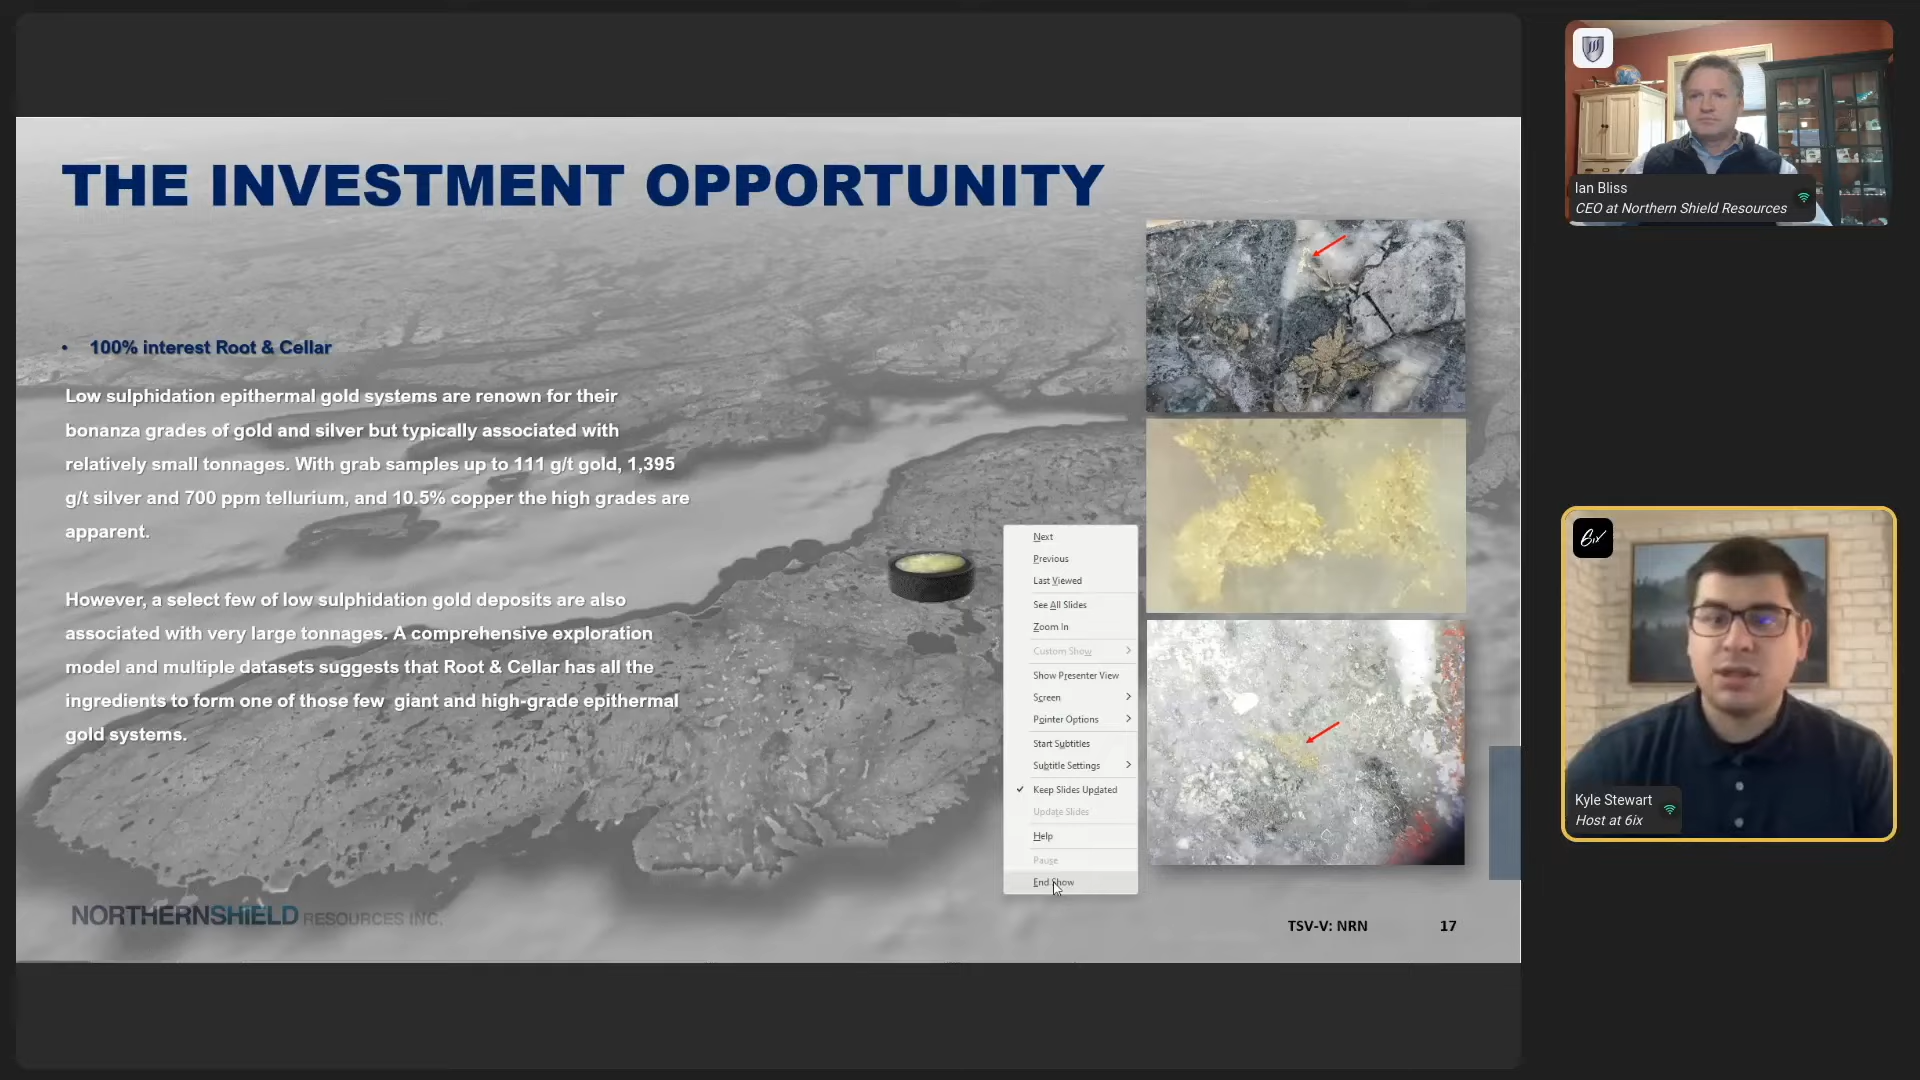 THE INVESTMENT OPPORTUNITY
• 100% interest Root & Cellar
Low sulphidation epithermal gold systems are renown for their
bonanza grades of gold and silver but typically associated with
relatively small tonnages. With grab samples up to 111 g/t gold, 1,395
g/t silver and 700 ppm tellurium, and 10.5% copper the high grades are
apparent.
However, a select few of low sulphidation gold deposits are also
associated with very large tonnages. A comprehensive exploration
model and multiple datasets suggests that Root & Cellar has all the
ingredients to form one of those few giant and high-grade epithermal
gold systems.
NORTHERNSHIELD RESOURCES INC.
Next
Previous
Last Viewed
See All Slides
Zoom In
Custom Show
Show Presenter View
Screen
Pointer Options
Start Subtitles
Subtitle Settings
Keep Slides Updated
Update Slides
Help
Pause
End Show
TSV-V: NRN
17
Ian Bliss
CEO at Northern Shield Resources
6ix
Kyle Stewart
Host at 6ix